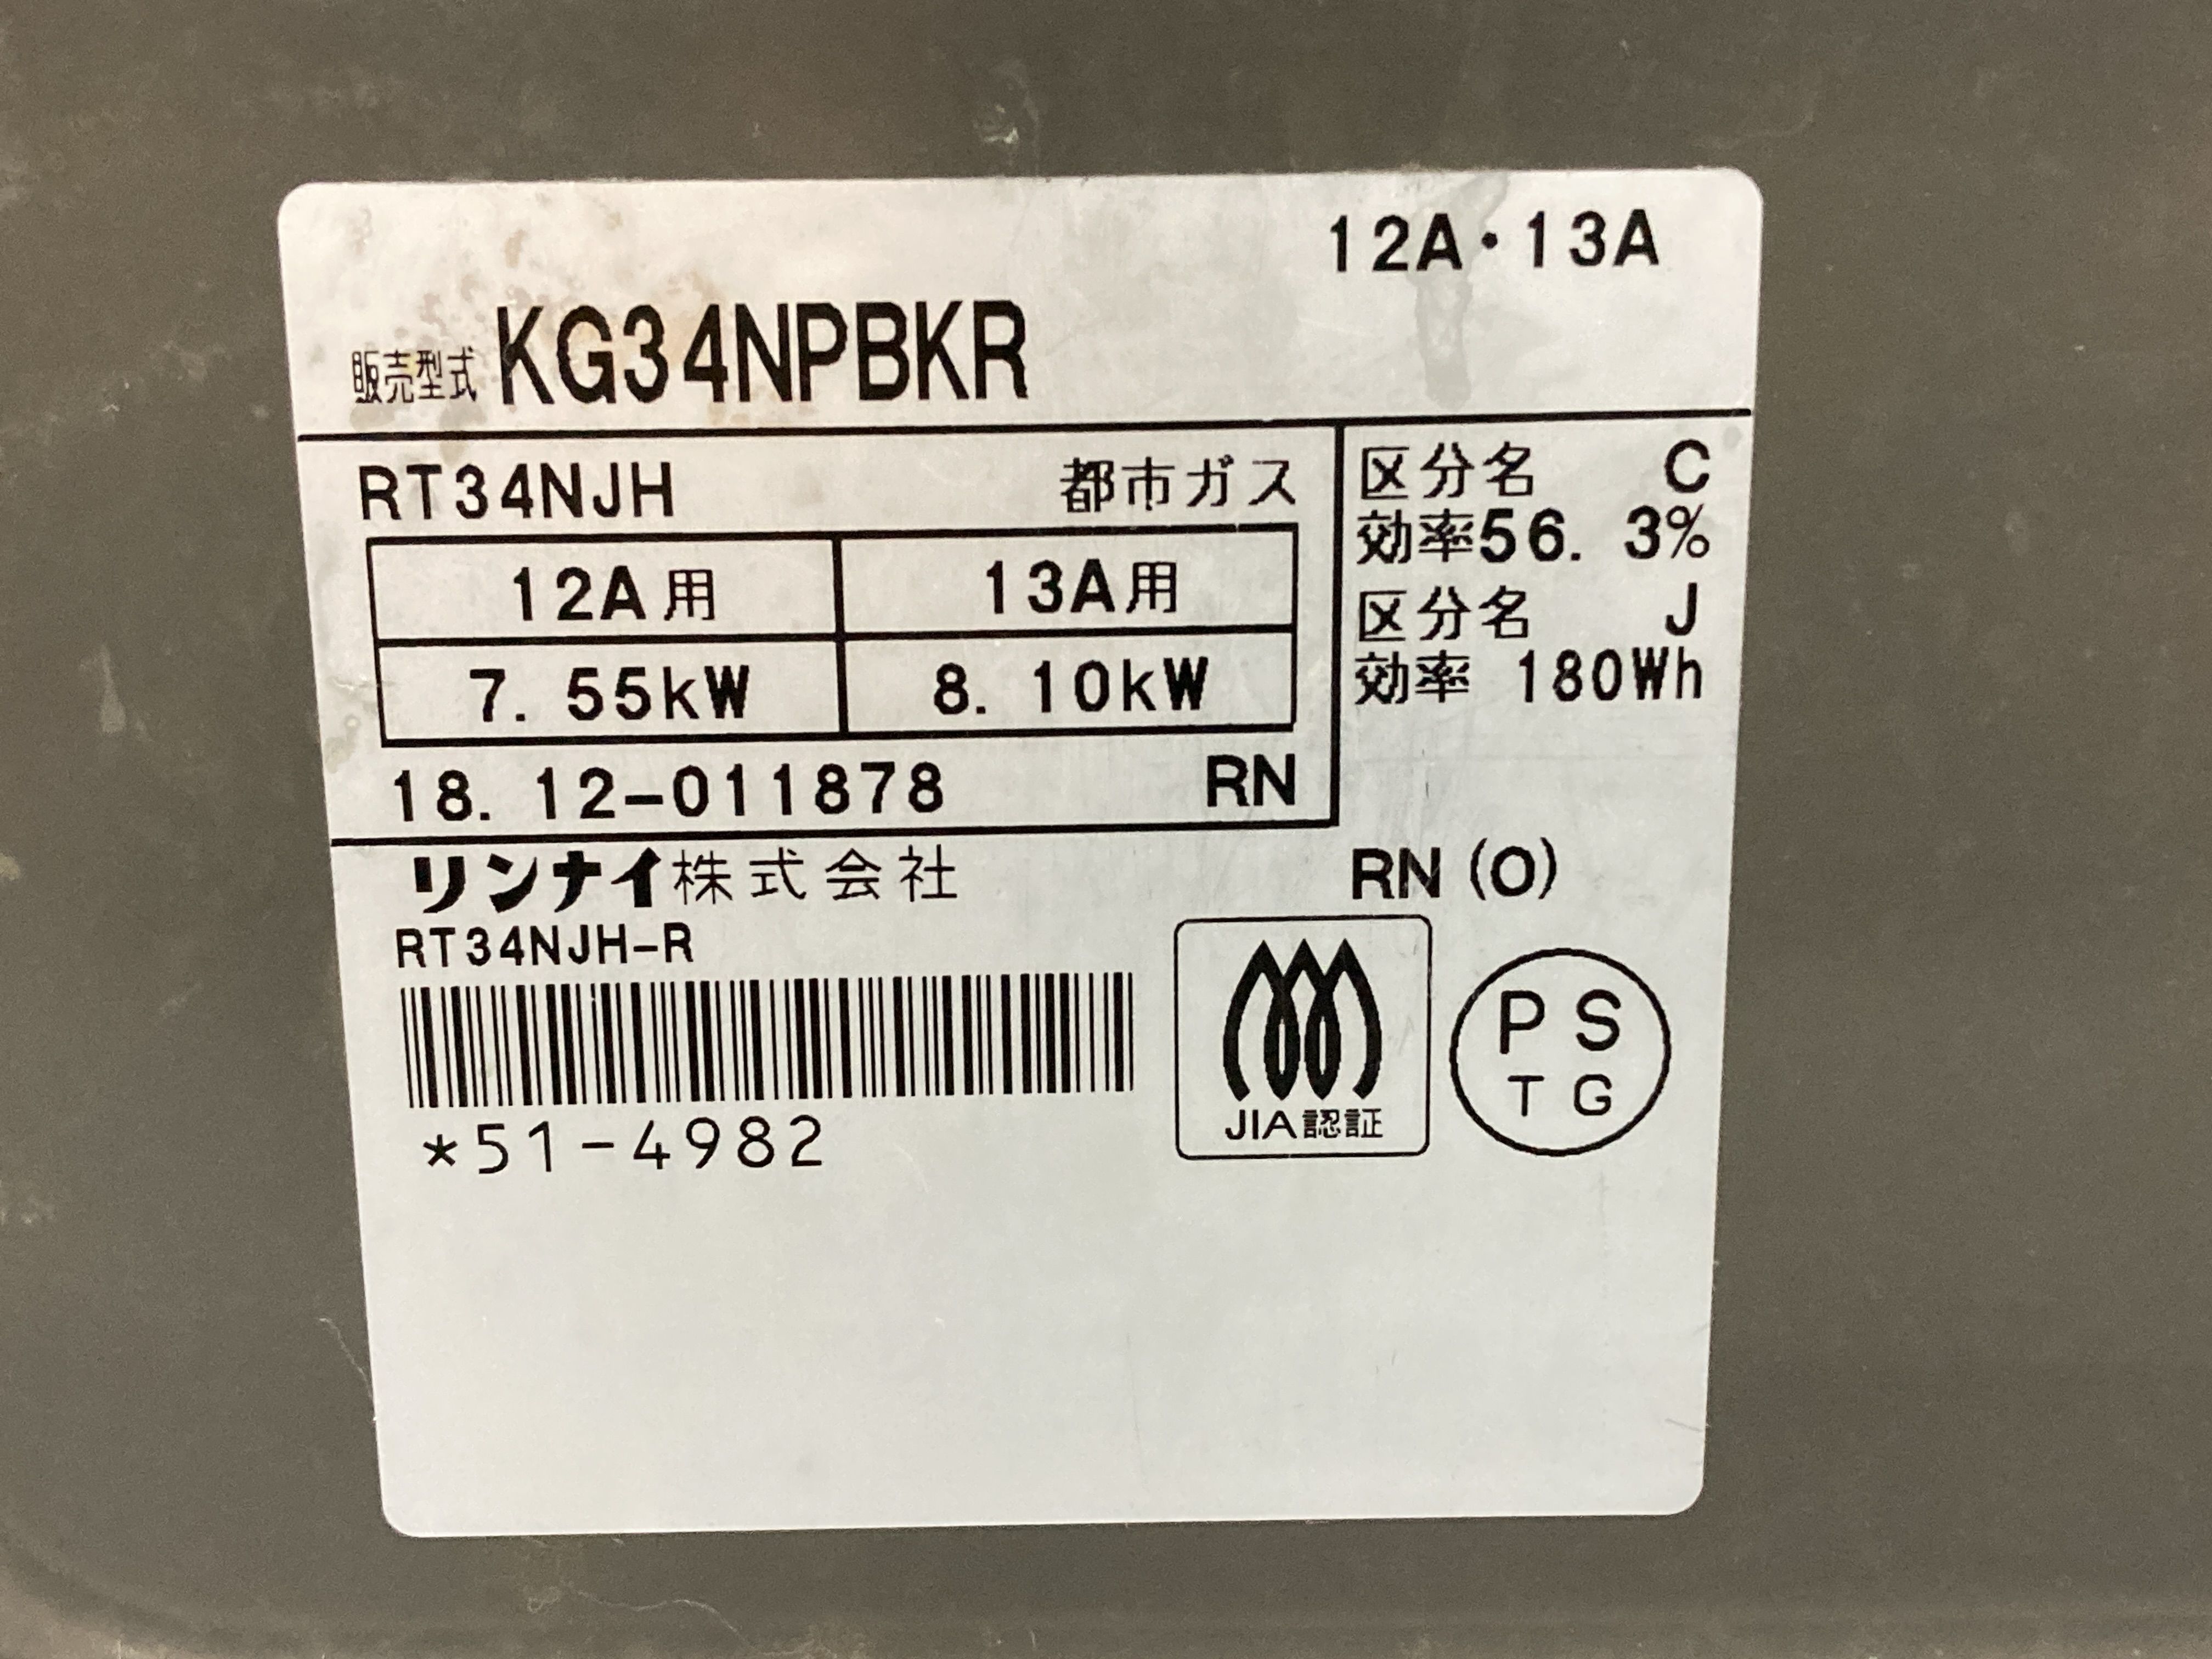 12A・13A
販売型式 KG34NPBKR
RT34NJH 都市ガス
12A用 13A用
7. 55kW 8. 10kW
18. 12-011878 RN
区分名 C
効率56. 3%
区分名 J
効率 180Wh
リンナイ株式会社 RN (O)
RT34NJH-R
*51-4982
JIA認証
PS
TG